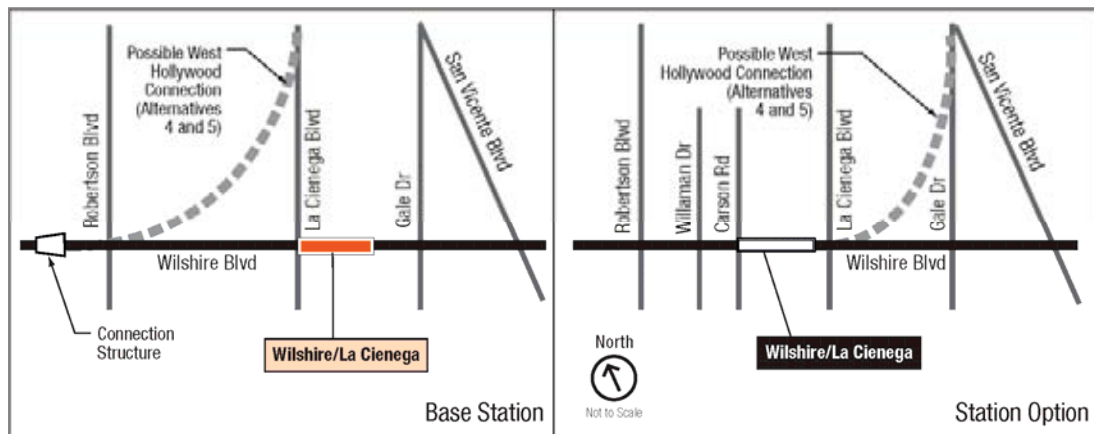 Possible West
Hollywood
Connection
(Alternatives
4 and 5)
Robertson Blvd
La Cienega Blvd
Gale Dr
San Vicente Blvd
Wilshire Blvd
Connection
Structure
Wilshire/La Cienega
Base Station
Possible West
Hollywood Connection
(Alternatives
4 and 5)
Robertson Blvd
Willaman Dr
Carson Rd
La Cienega Blvd
Gale Dr
San Vicente Blvd
Wilshire Blvd
North
Not to Scale
Wilshire/La Cienega
Station Option